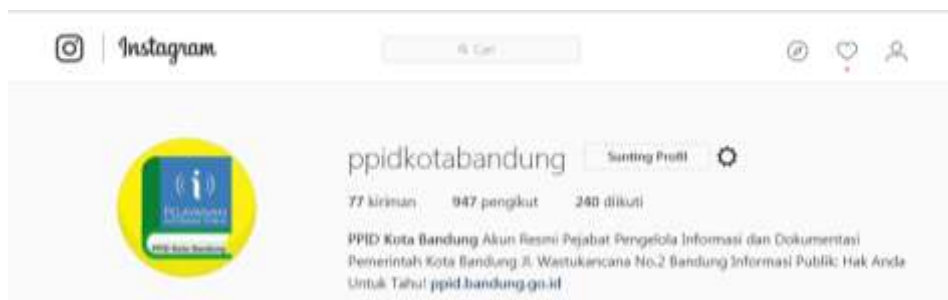 Instagram
Cari
ppidkotabandung Sunting Profil
77 kiriman 947 pengikut 240 diikuti
PPID Kota Bandung Akun Resmi Pejabat Pengelola Informasi dan Dokumentasi
Pemerintah Kota Bandung Jl. Wastukancana No.2 Bandung Informasi Publik: Hak Anda
Untuk Tahu! ppid.bandung.go.id
i
PELAYANAN
PPID Kota Bandung